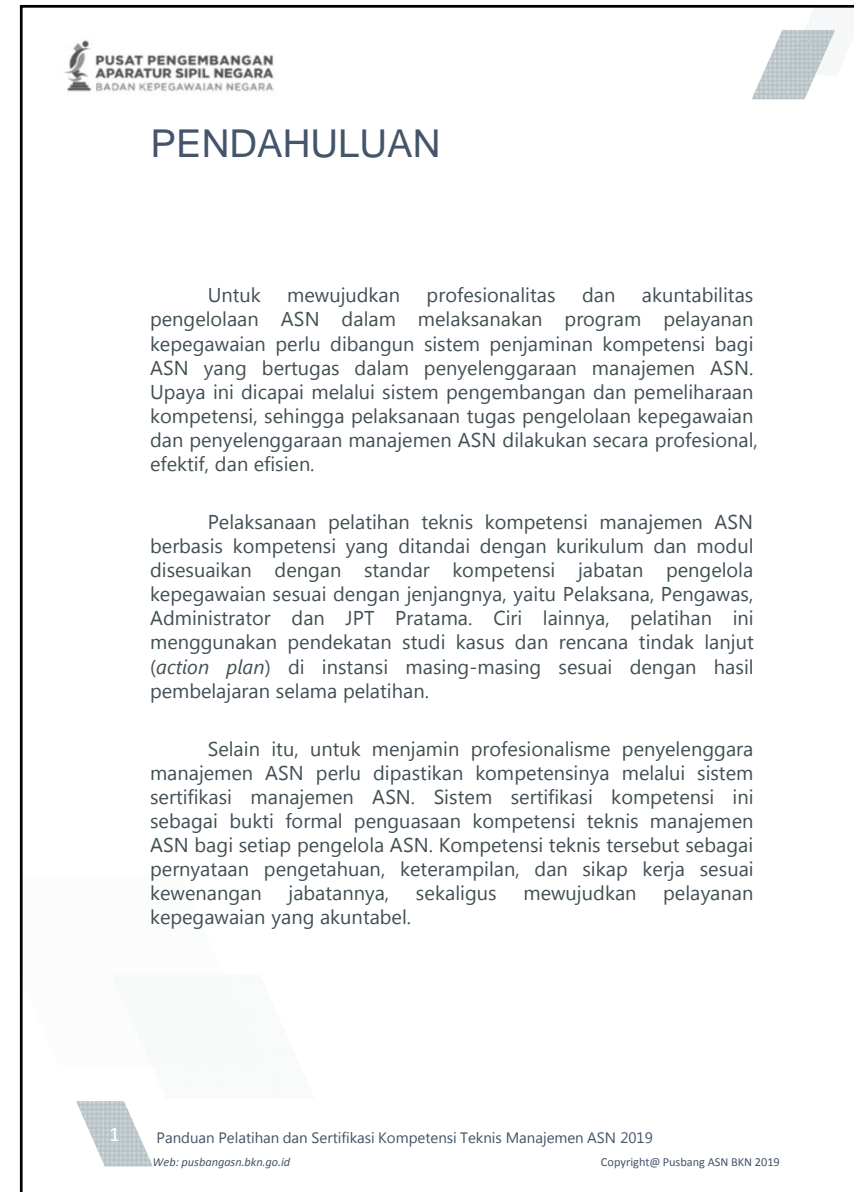 PUSAT PENGEMBANGAN
APARATUR SIPIL NEGARA
BADAN KEPEGAWAIAN NEGARA
PENDAHULUAN
Untuk mewujudkan profesionalitas dan akuntabilitas
pengelolaan ASN dalam melaksanakan program pelayanan
kepegawaian perlu dibangun sistem penjaminan kompetensi bagi
ASN yang bertugas dalam penyelenggaraan manajemen ASN.
Upaya ini dicapai melalui sistem pengembangan dan pemeliharaan
kompetensi, sehingga pelaksanaan tugas pengelolaan kepegawaian
dan penyelenggaraan manajemen ASN dilakukan secara profesional,
efektif, dan efisien.
Pelaksanaan pelatihan teknis kompetensi manajemen ASN
berbasis kompetensi yang ditandai dengan kurikulum dan modul
disesuaikan dengan standar kompetensi jabatan pengelola
kepegawaian sesuai dengan jenjangnya, yaitu Pelaksana, Pengawas,
Administrator dan JPT Pratama. Ciri lainnya, pelatihan ini
menggunakan pendekatan studi kasus dan rencana tindak lanjut
(action plan) di instansi masing-masing sesuai dengan hasil
pembelajaran selama pelatihan.
Selain itu, untuk menjamin profesionalisme penyelenggara
manajemen ASN perlu dipastikan kompetensinya melalui sistem
sertifikasi manajemen ASN. Sistem sertifikasi kompetensi ini
sebagai bukti formal penguasaan kompetensi teknis manajemen
ASN bagi setiap pengelola ASN. Kompetensi teknis tersebut sebagai
pernyataan pengetahuan, keterampilan, dan sikap kerja sesuai
kewenangan jabatannya, sekaligus mewujudkan pelayanan
kepegawaian yang akuntabel.
1 Panduan Pelatihan dan Sertifikasi Kompetensi Teknis Manajemen ASN 2019
Web: pusbangasn.bkn.go.id Copyright@ Pusbang ASN BKN 2019